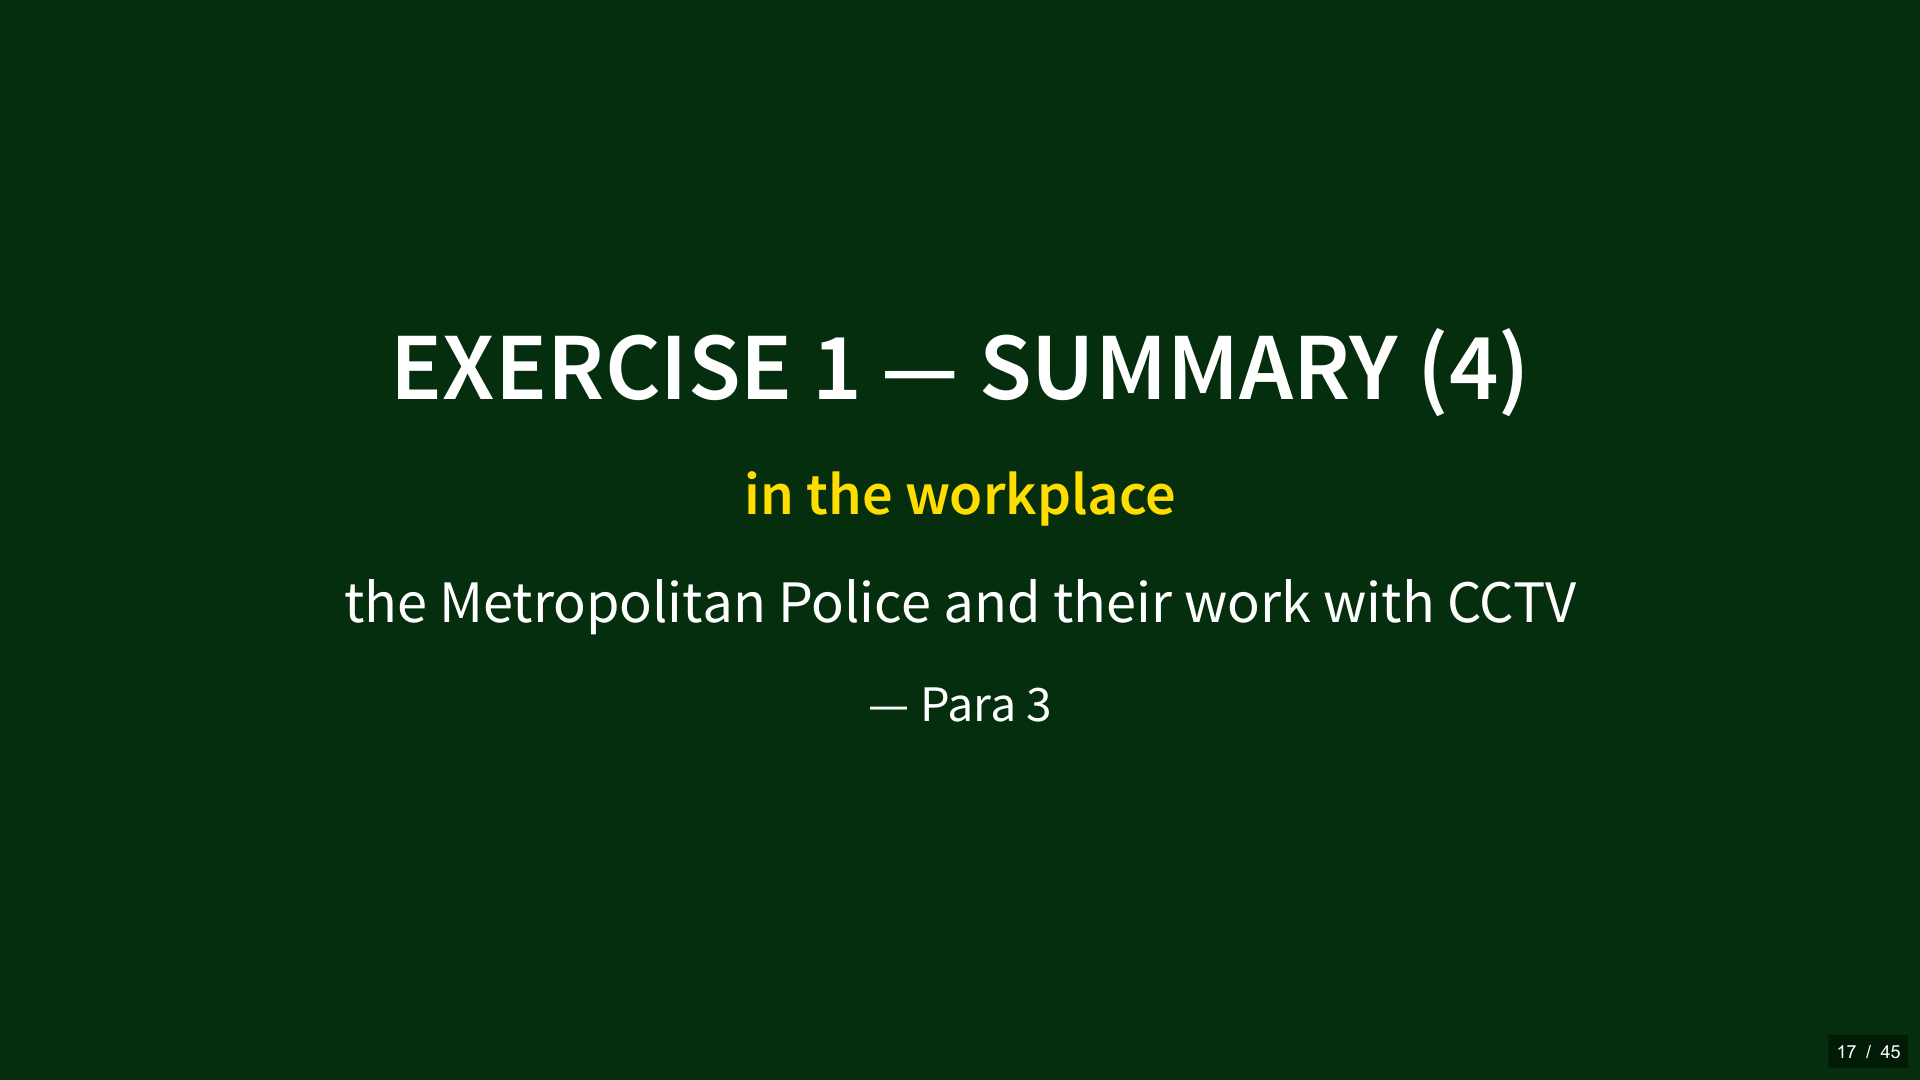 EXERCISE 1 — SUMMARY (4)
in the workplace
the Metropolitan Police and their work with CCTV
— Para 3
17 / 45